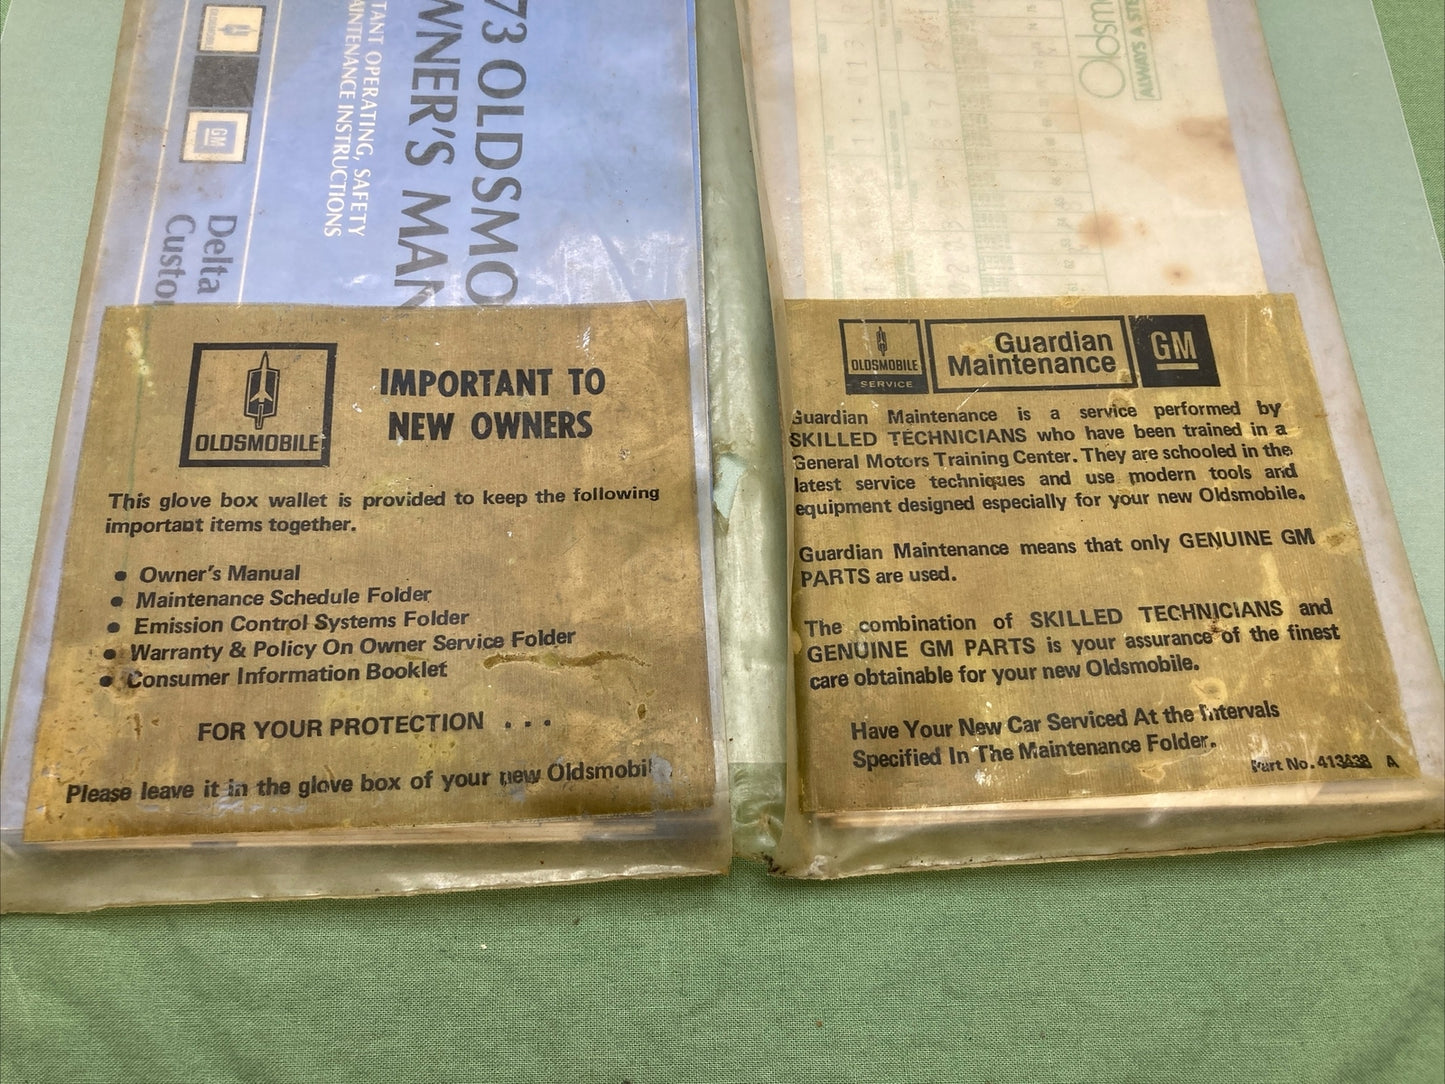 73 OLDSMO
WNER'S MAN
TANT OPERATING, SAFETY
AINTENANCE INSTRUCTIONS
GM
Delta
Custo
Oldsm
ALWAYS A STE
OLDSMOBILE
IMPORTANT TO
NEW OWNERS
This glove box wallet is provided to keep the following
important items together.
• Owner's Manual
• Maintenance Schedule Folder
• Emission Control Systems Folder
• Warranty & Policy On Owner Service Folder
• Consumer Information Booklet
FOR YOUR PROTECTION . . .
Please leave it in the glove box of your new Oldsmobil
OLDSMOBILE
SERVICE
Guardian
Maintenance
GM
Guardian Maintenance is a service performed by
SKILLED TECHNICIANS who have been trained in a
General Motors Training Center. They are schooled in the
latest service techniques and use modern tools and
equipment designed especially for your new Oldsmobile.
Guardian Maintenance means that only GENUINE GM
PARTS are used.
The combination of SKILLED TECHNICIANS and
GENUINE GM PARTS is your assurance of the finest
care obtainable for your new Oldsmobile.
Have Your New Car Serviced At the Intervals
Specified In The Maintenance Folder.
Part No. 413838 A